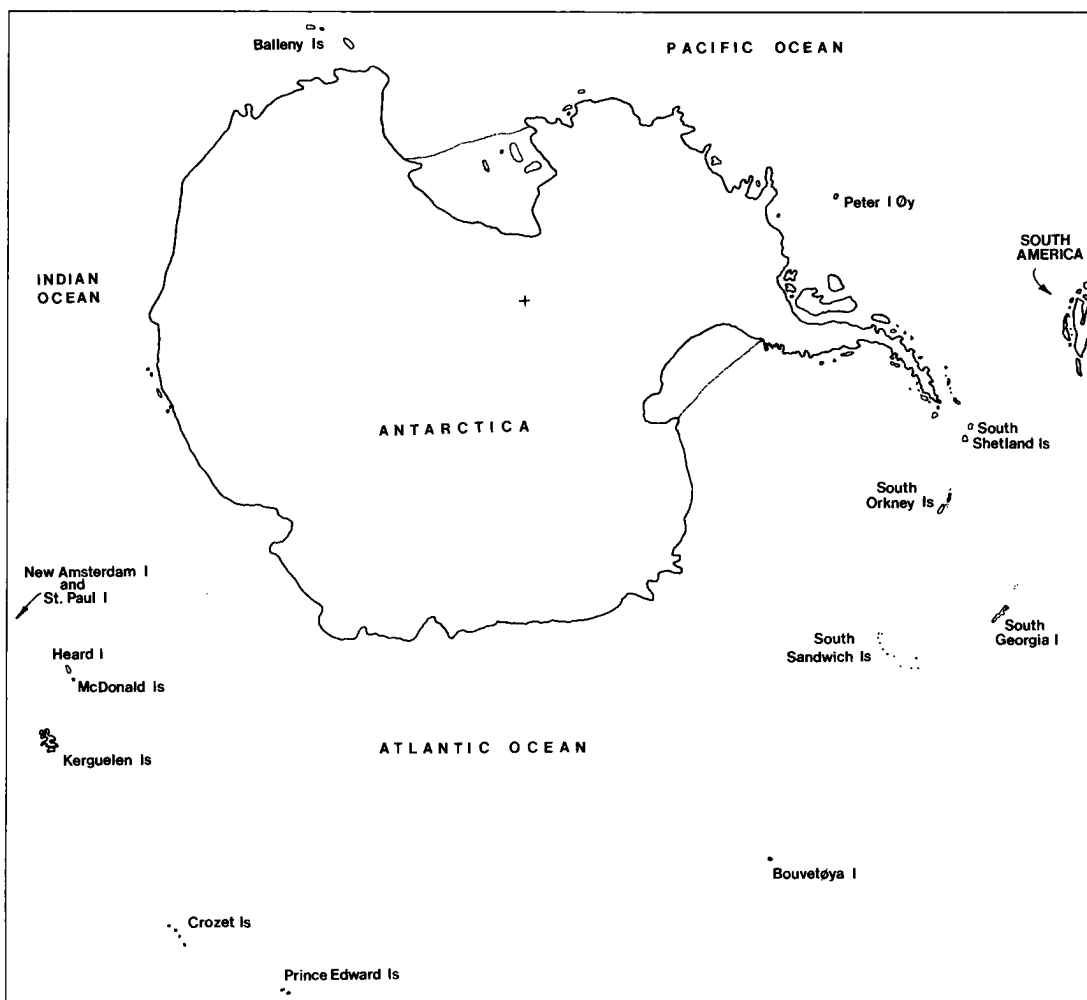 Balleny Is
PACIFIC OCEAN
Peter I Øy
SOUTH
AMERICA
INDIAN
OCEAN
ANTARCTICA
South
Shetland Is
South
Orkney Is
New Amsterdam I
and
St. Paul I
South
Georgia I
South
Sandwich Is
Heard I
McDonald Is
Kerguelen Is
ATLANTIC OCEAN
Bouvetøya I
Crozet Is
Prince Edward Is